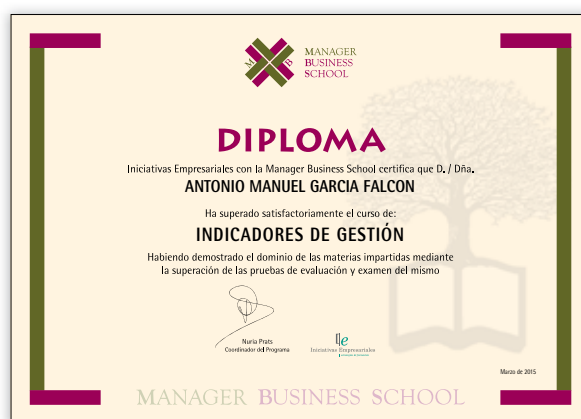 MANAGER
BUSINESS
SCHOOL
M
B
DIPLOMA
Iniciativas Empresariales con la Manager Business School certifica que D. / Dña.
ANTONIO MANUEL GARCIA FALCON
Ha superado satisfactoriamente el curso de:
INDICADORES DE GESTIÓN
Habiendo demostrado el dominio de las materias impartidas mediante
la superación de las pruebas de evaluación y examen del mismo
Nuria Prats
Coordinador del Programa
Iniciativas Empresariales
Marzo de 2015
MANAGER BUSINESS SCHOOL